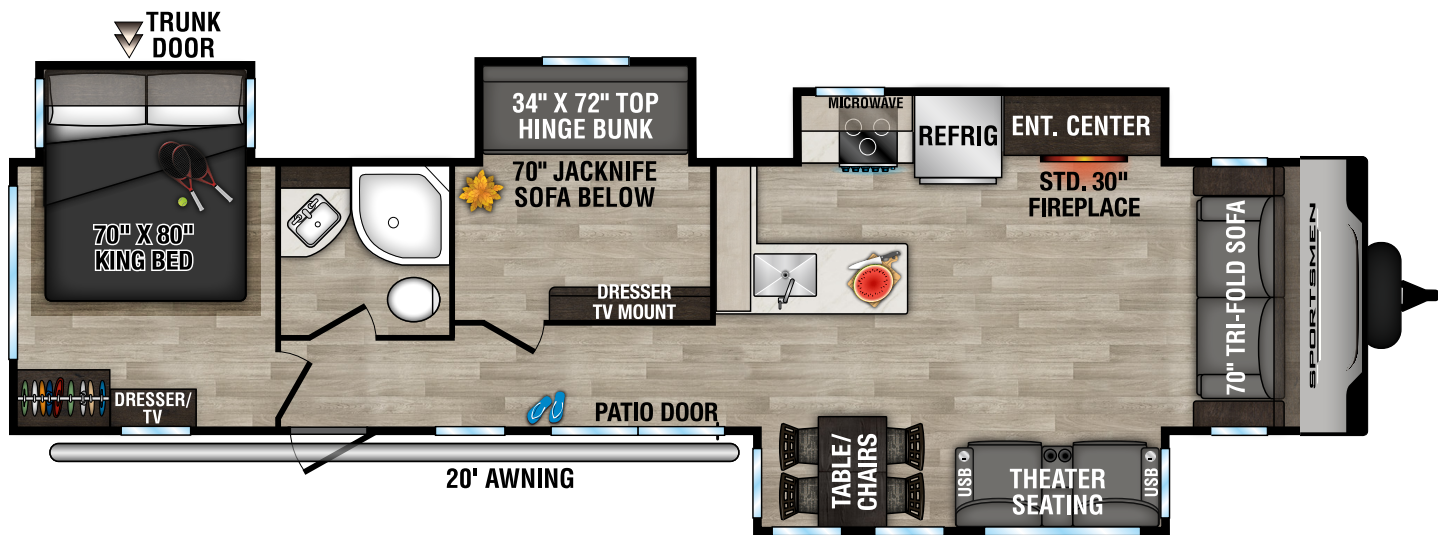 TRUNK
DOOR
34" X 72" TOP
HINGE BUNK
70" JACKNIFE
SOFA BELOW
MICROWAVE
REFRIG
ENT. CENTER
STD. 30"
FIREPLACE
70" X 80"
KING BED
DRESSER
TV MOUNT
70" TRI-FOLD SOFA
SPORTSMEN
DRESSER/
TV
PATIO DOOR
20' AWNING
TABLE/
CHAIRS
USB
THEATER
SEATING
USB